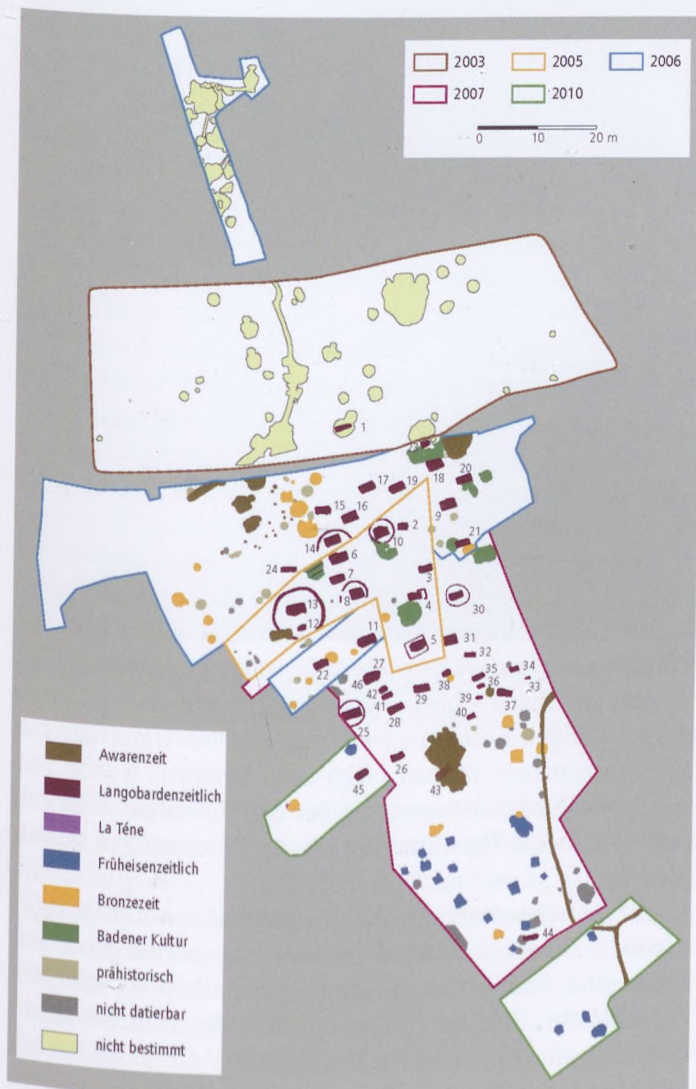 2003 2005 2006
2007 2010
0 10 20 m
1
18
17 19 20
15 16 9
2
14 10 21
6
24 7 3
8 4 30
13
12
11 5 31
32
22 27 34
46 38 35
42 29 36 33
41 39 37
28 40
25
26
45 43
44
Awarenzeit
Langobardenzeitlich
La Téne
Früheisenzeitlich
Bronzezeit
Badener Kultur
prähistorisch
nicht datierbar
nicht bestimmt